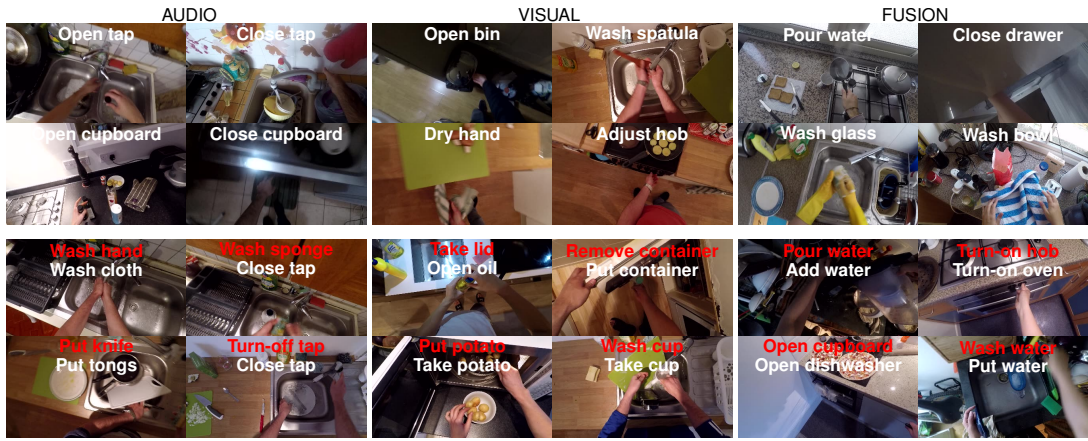 AUDIO
VISUAL
FUSION
Open tap
Close tap
Open bin
Wash spatula
Pour water
Close drawer
Open cupboard
Close cupboard
Dry hand
Adjust hob
Wash glass
Wash bowl
Wash hand
Wash cloth
Wash sponge
Close tap
Take lid
Open oil
Remove container
Put container
Pour water
Add water
Turn-on hob
Turn-on oven
Put knife
Put tongs
Turn-off tap
Close tap
Put potato
Take potato
Wash cup
Take cup
Open cupboard
Open dishwasher
Wash water
Put water